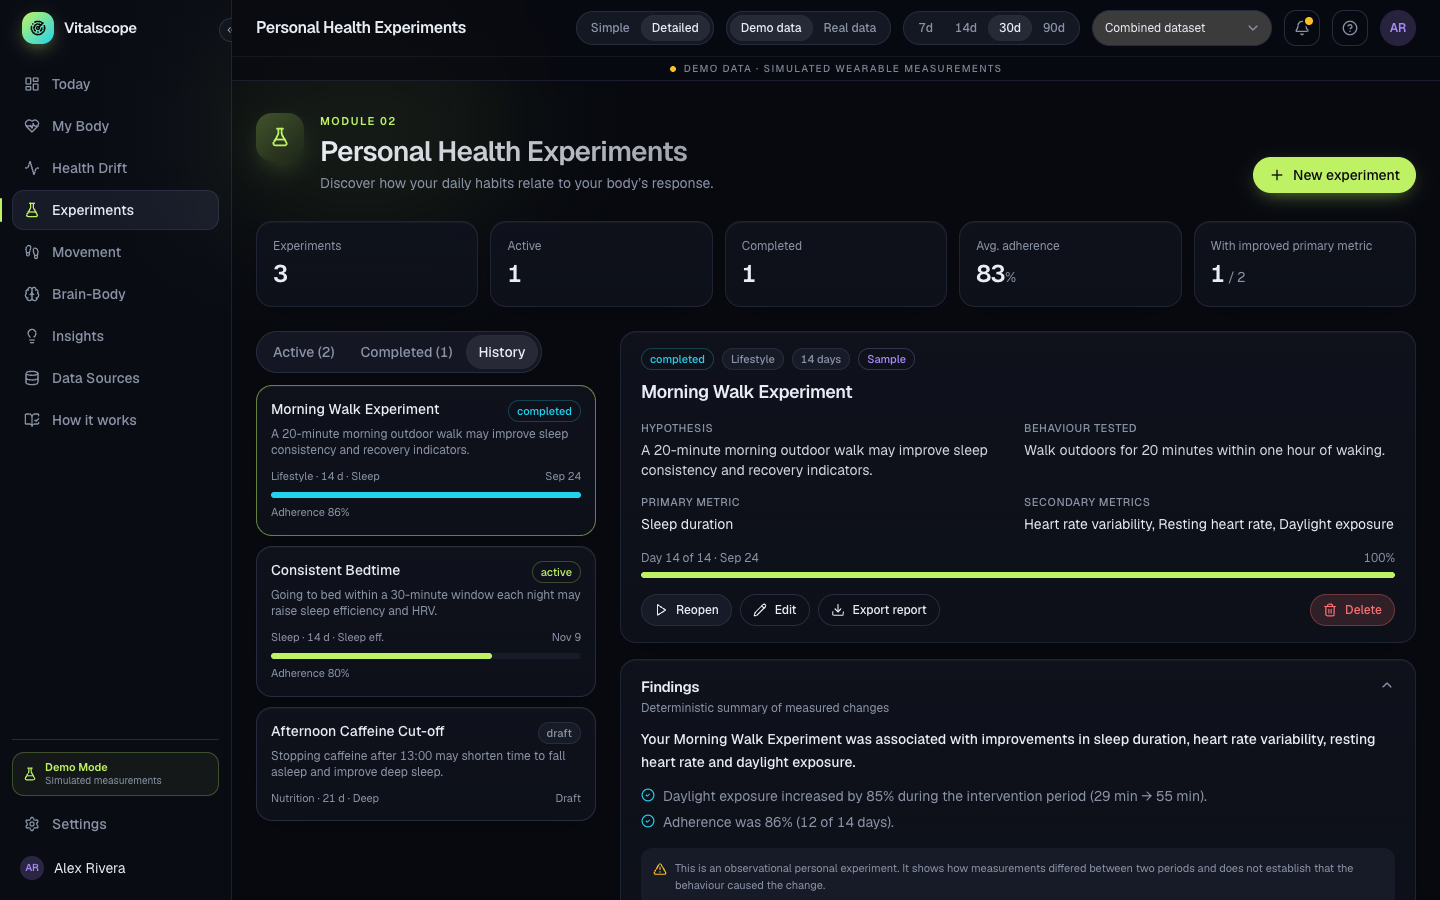 Vitalscope
Today
My Body
Health Drift
Experiments
Movement
Brain-Body
Insights
Data Sources
How it works
Demo Mode
Simulated measurements
Settings
AR Alex Rivera
Personal Health Experiments
Simple Detailed
Demo data Real data
7d 14d 30d 90d
Combined dataset
AR
DEMO DATA · SIMULATED WEARABLE MEASUREMENTS
MODULE 02
Personal Health Experiments
Discover how your daily habits relate to your body's response.
New experiment
Experiments
3
Active
1
Completed
1
Avg. adherence
83%
With improved primary metric
1 / 2
Active (2) Completed (1) History
Morning Walk Experiment completed
A 20-minute morning outdoor walk may improve sleep
consistency and recovery indicators.
Lifestyle · 14 d · Sleep Sep 24
Adherence 86%
Consistent Bedtime active
Going to bed within a 30-minute window each night may
raise sleep efficiency and HRV.
Sleep · 14 d · Sleep eff. Nov 9
Adherence 80%
Afternoon Caffeine Cut-off draft
Stopping caffeine after 13:00 may shorten time to fall
asleep and improve deep sleep.
Nutrition · 21 d · Deep Draft
completed Lifestyle 14 days Sample
Morning Walk Experiment
HYPOTHESIS
A 20-minute morning outdoor walk may improve sleep
consistency and recovery indicators.
BEHAVIOUR TESTED
Walk outdoors for 20 minutes within one hour of waking.
PRIMARY METRIC
Sleep duration
SECONDARY METRICS
Heart rate variability, Resting heart rate, Daylight exposure
Day 14 of 14 · Sep 24 100%
Reopen Edit Export report Delete
Findings
Deterministic summary of measured changes
Your Morning Walk Experiment was associated with improvements in sleep duration, heart rate variability, resting
heart rate and daylight exposure.
Daylight exposure increased by 85% during the intervention period (29 min → 55 min).
Adherence was 86% (12 of 14 days).
This is an observational personal experiment. It shows how measurements differed between two periods and does not establish that the
behaviour caused the change.